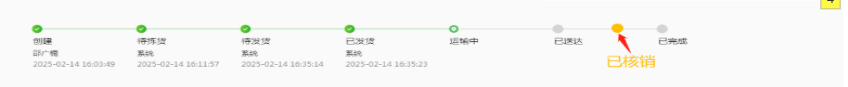 4
创建
待拣货
待发货
已发货
运输中
已送达
已完成
邵广楠
系统
系统
系统
已核销
2025-02-14 16:03:49
2025-02-14 16:11:57
2025-02-14 16:35:14
2025-02-14 16:35:23